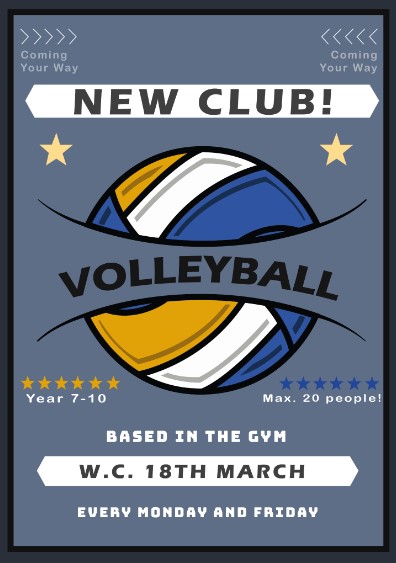 Coming
Your Way
Coming
Your Way
NEW CLUB!
VOLLEYBALL
Year 7-10
Max. 20 people!
BASED IN THE GYM
W.C. 18TH MARCH
EVERY MONDAY AND FRIDAY